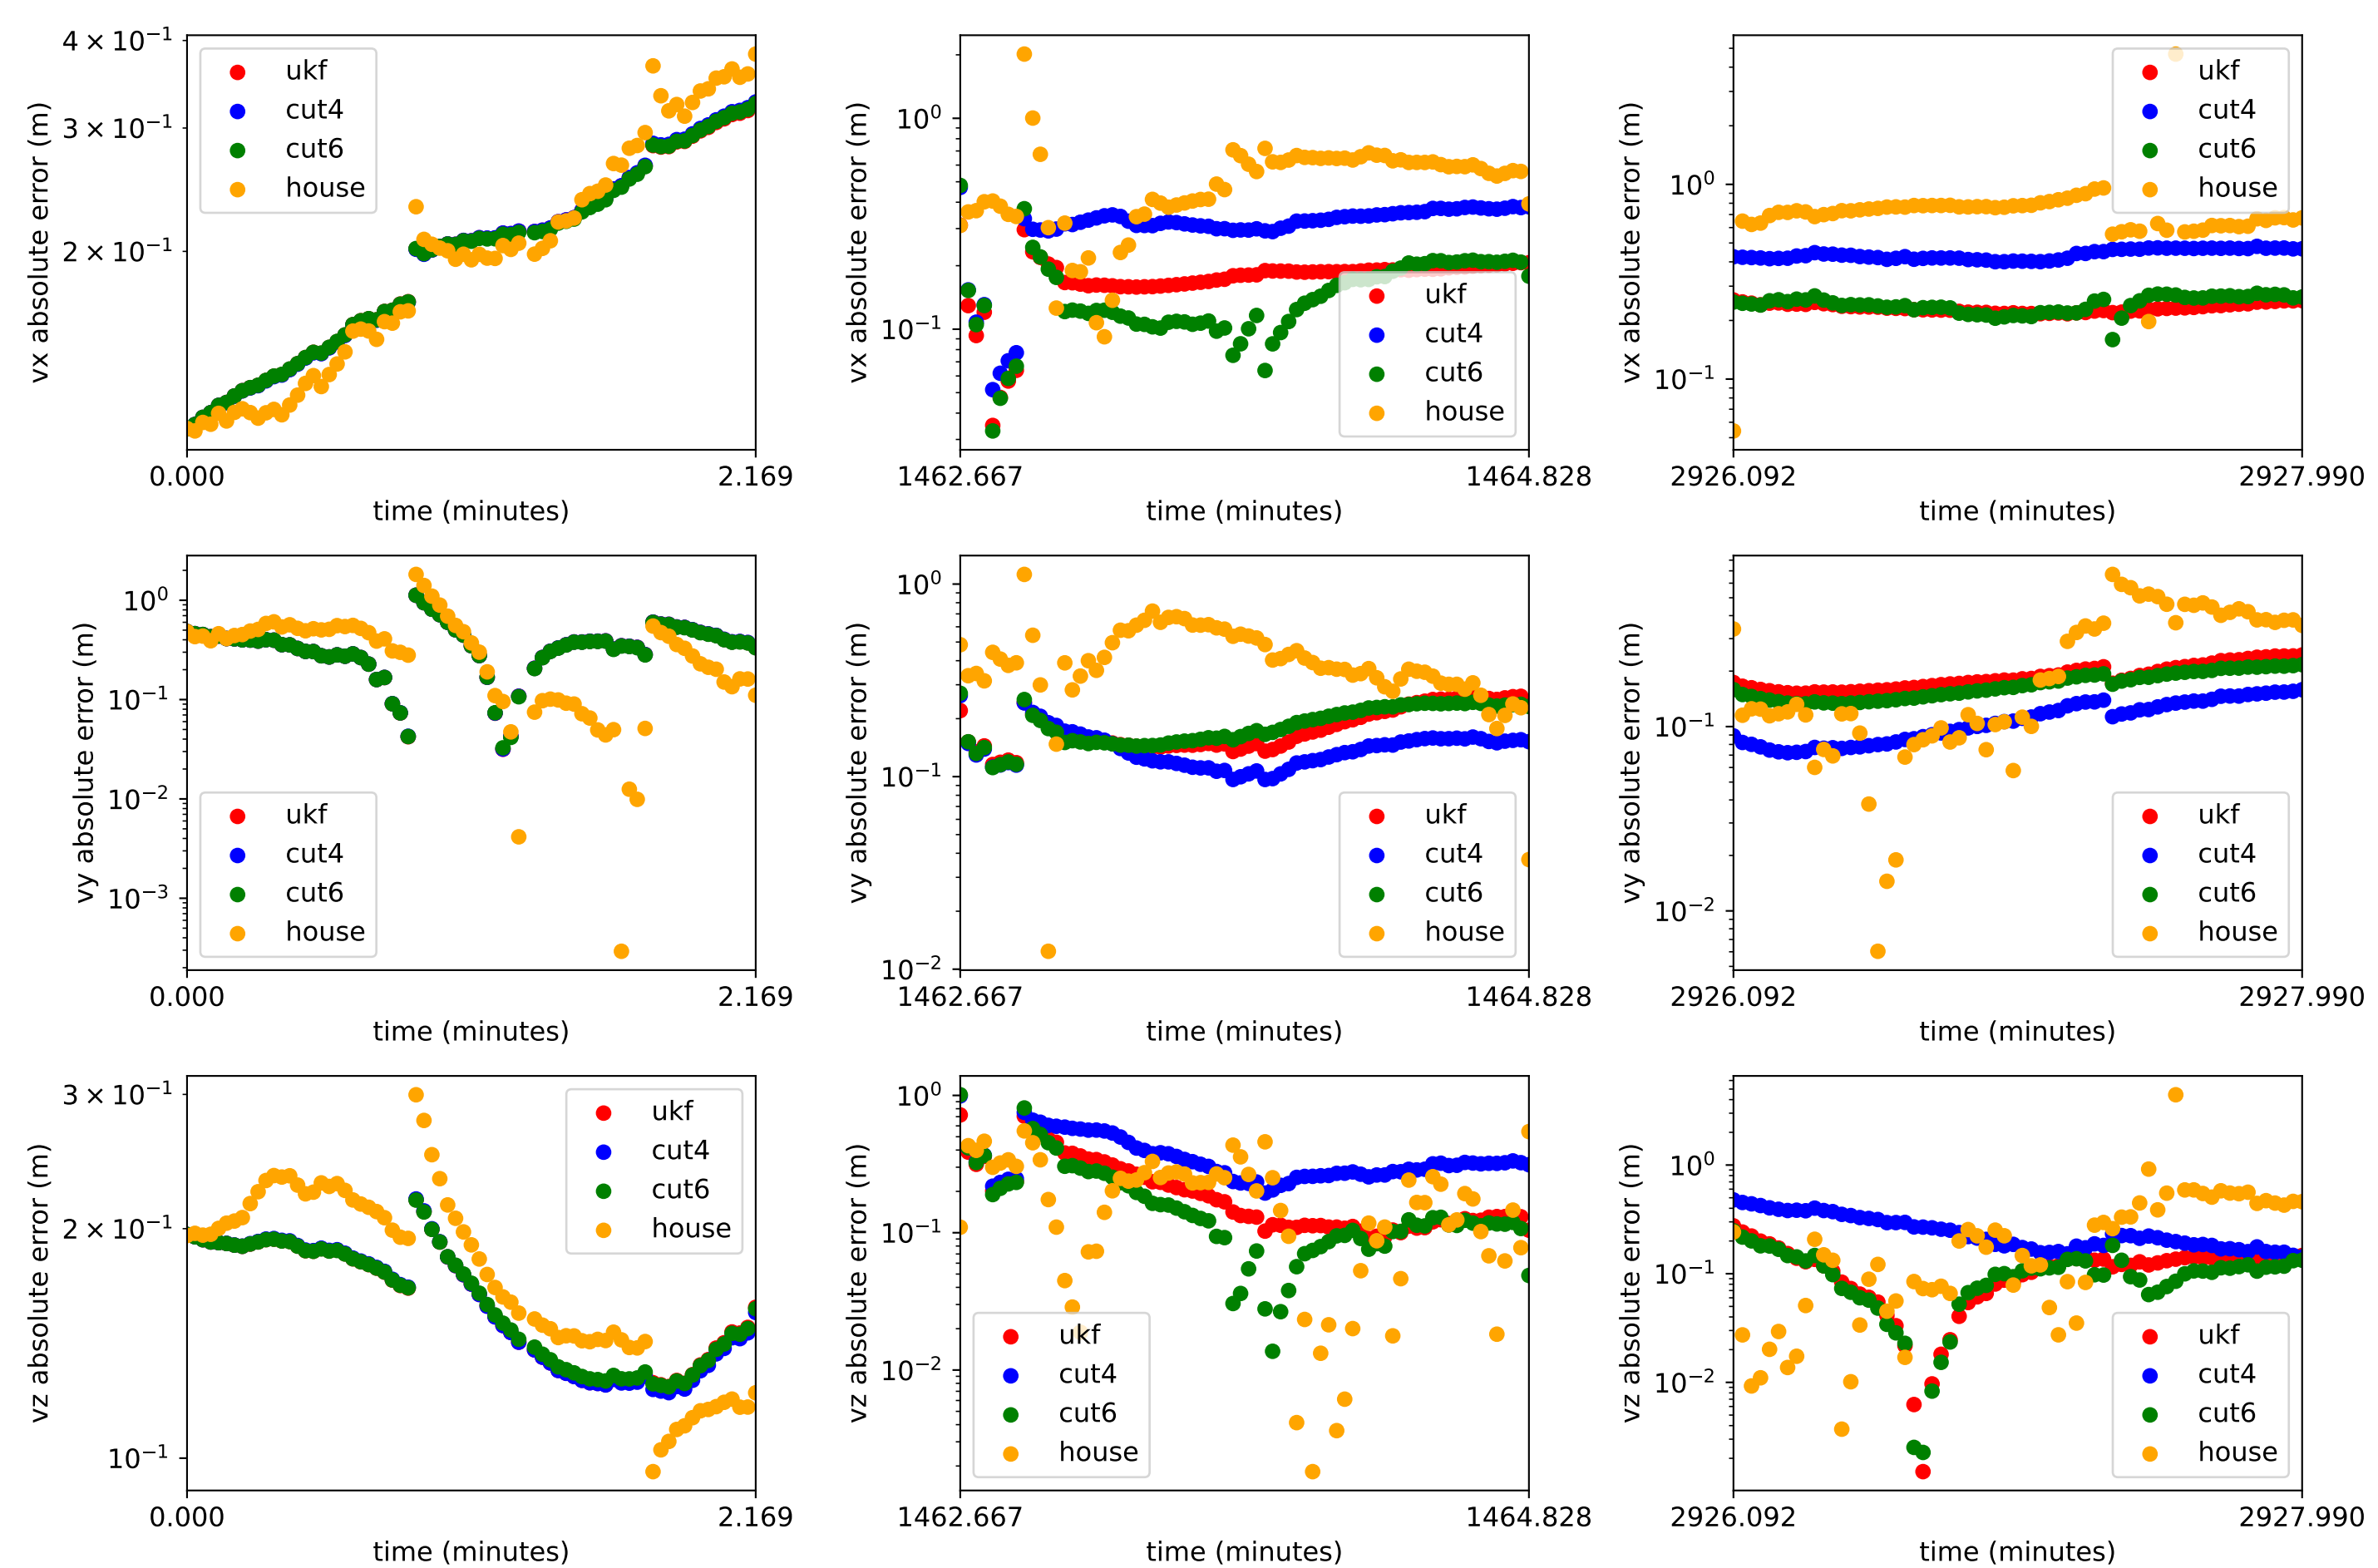 4 × 10⁻¹
3 × 10⁻¹
2 × 10⁻¹
vx absolute error (m)
ukf
cut4
cut6
house
0.000
2.169
time (minutes)
10⁰
10⁻¹
vx absolute error (m)
ukf
cut4
cut6
house
1462.667
1464.828
time (minutes)
10⁰
10⁻¹
vx absolute error (m)
ukf
cut4
cut6
house
2926.092
2927.990
time (minutes)
10⁰
10⁻¹
10⁻²
10⁻³
vy absolute error (m)
ukf
cut4
cut6
house
0.000
2.169
time (minutes)
10⁰
10⁻¹
10⁻²
vy absolute error (m)
ukf
cut4
cut6
house
1462.667
1464.828
time (minutes)
10⁻¹
10⁻²
vy absolute error (m)
ukf
cut4
cut6
house
2926.092
2927.990
time (minutes)
3 × 10⁻¹
2 × 10⁻¹
10⁻¹
vz absolute error (m)
ukf
cut4
cut6
house
0.000
2.169
time (minutes)
10⁰
10⁻¹
10⁻²
vz absolute error (m)
ukf
cut4
cut6
house
1462.667
1464.828
time (minutes)
10⁰
10⁻¹
10⁻²
vz absolute error (m)
ukf
cut4
cut6
house
2926.092
2927.990
time (minutes)